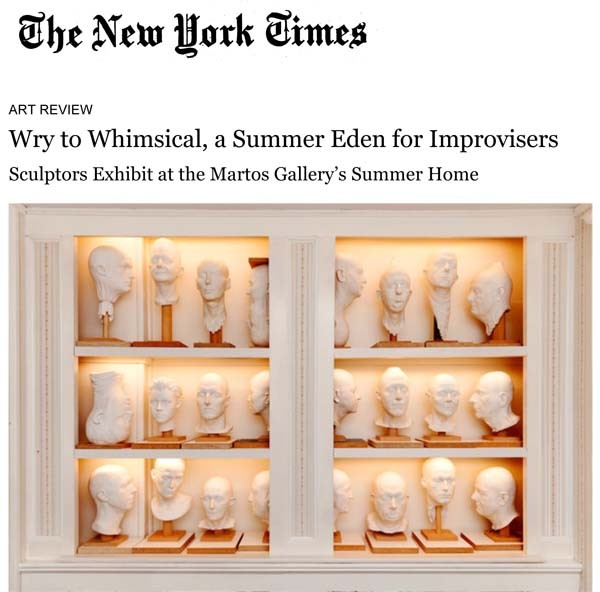 The New York Times
ART REVIEW
Wry to Whimsical, a Summer Eden for Improvisers
Sculptors Exhibit at the Martos Gallery’s Summer Home